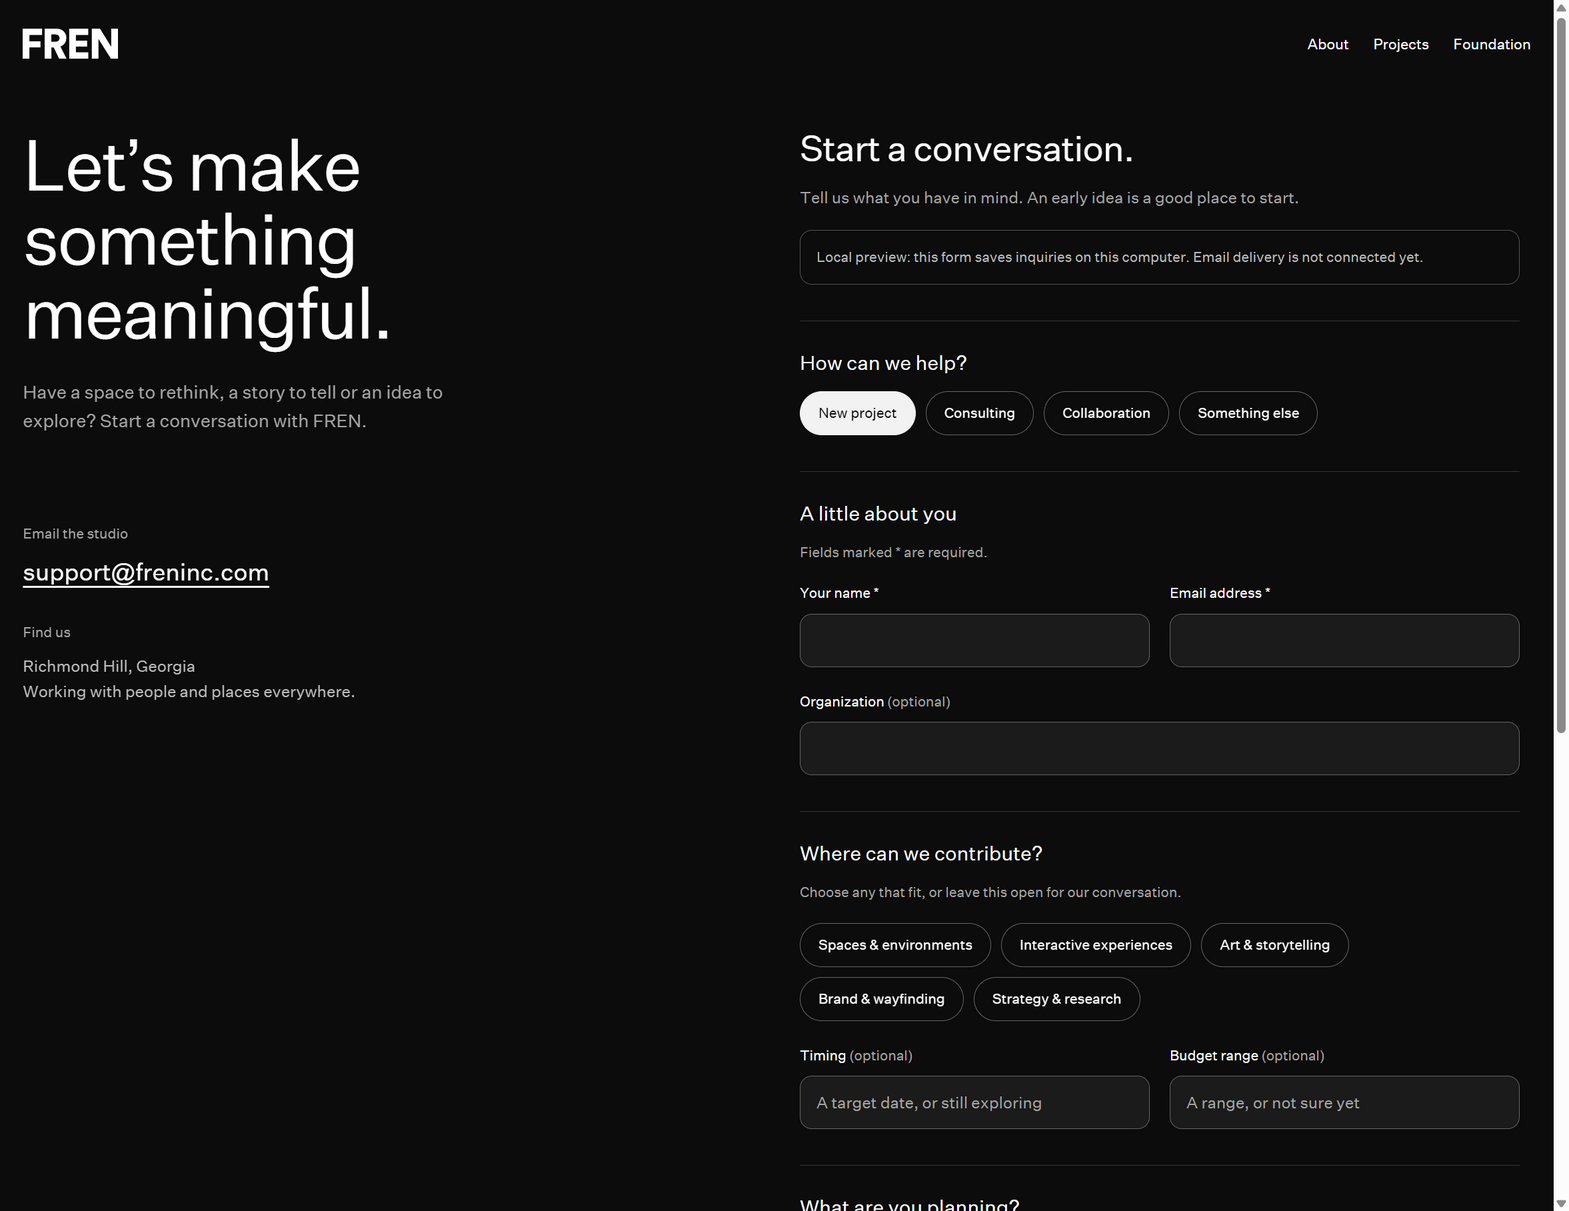 FREN
About
Projects
Foundation
Let’s make
something
meaningful.
Have a space to rethink, a story to tell or an idea to
explore? Start a conversation with FREN.
Email the studio
support@freninc.com
Find us
Richmond Hill, Georgia
Working with people and places everywhere.
Start a conversation.
Tell us what you have in mind. An early idea is a good place to start.
Local preview: this form saves inquiries on this computer. Email delivery is not connected yet.
How can we help?
New project
Consulting
Collaboration
Something else
A little about you
Fields marked * are required.
Your name *
Email address *
Organization (optional)
Where can we contribute?
Choose any that fit, or leave this open for our conversation.
Spaces & environments
Interactive experiences
Art & storytelling
Brand & wayfinding
Strategy & research
Timing (optional)
Budget range (optional)
A target date, or still exploring
A range, or not sure yet
What are you planning?